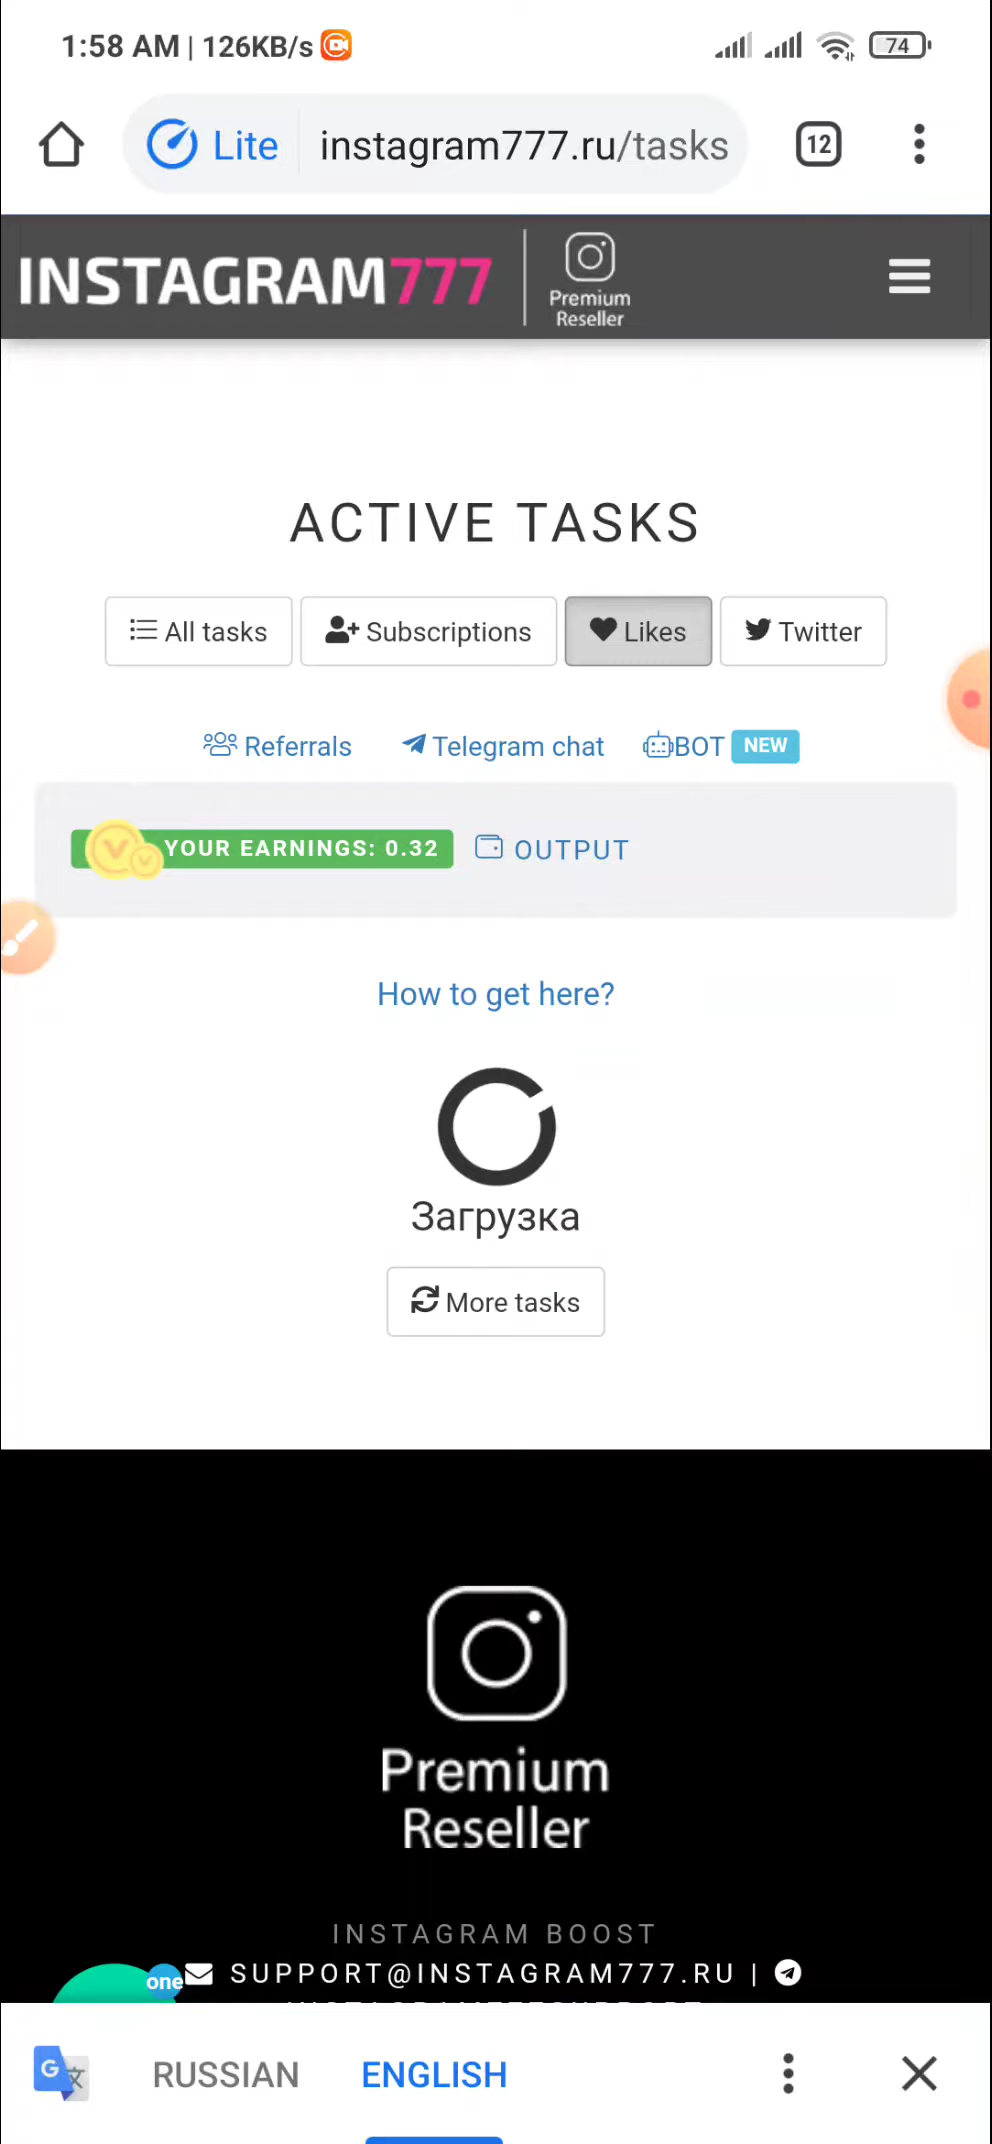 1:58 AM | 126KB/s 74
Lite instagram777.ru/tasks 12
INSTAGRAM777
Premium
Reseller
ACTIVE TASKS
All tasks Subscriptions Likes Twitter
Referrals Telegram chat BOT NEW
YOUR EARNINGS: 0.32 OUTPUT
How to get here?
Загрузка
More tasks
Premium
Reseller
INSTAGRAM BOOST
one SUPPORT@INSTAGRAM777.RU |
RUSSIAN ENGLISH